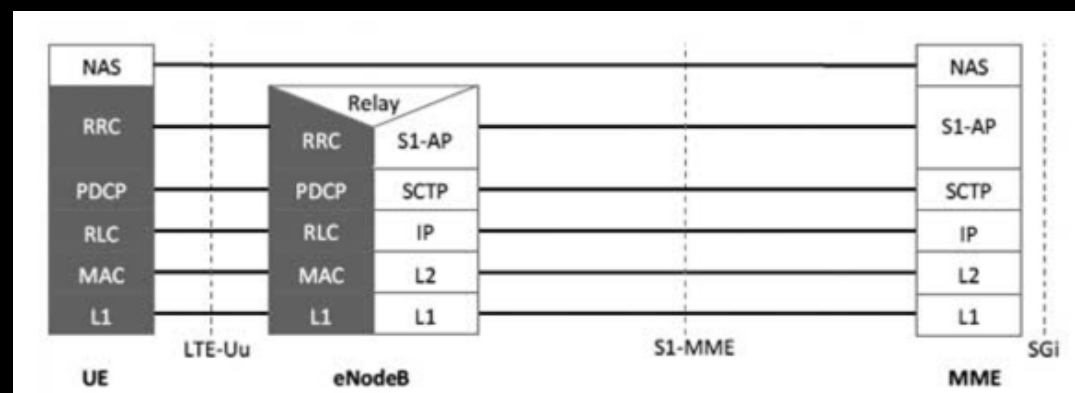 NAS
NAS
Relay
RRC
RRC
S1-AP
S1-AP
PDCP
PDCP
SCTP
SCTP
RLC
RLC
IP
IP
MAC
MAC
L2
L2
L1
L1
L1
L1
LTE-Uu
S1-MME
SGi
UE
eNodeB
MME